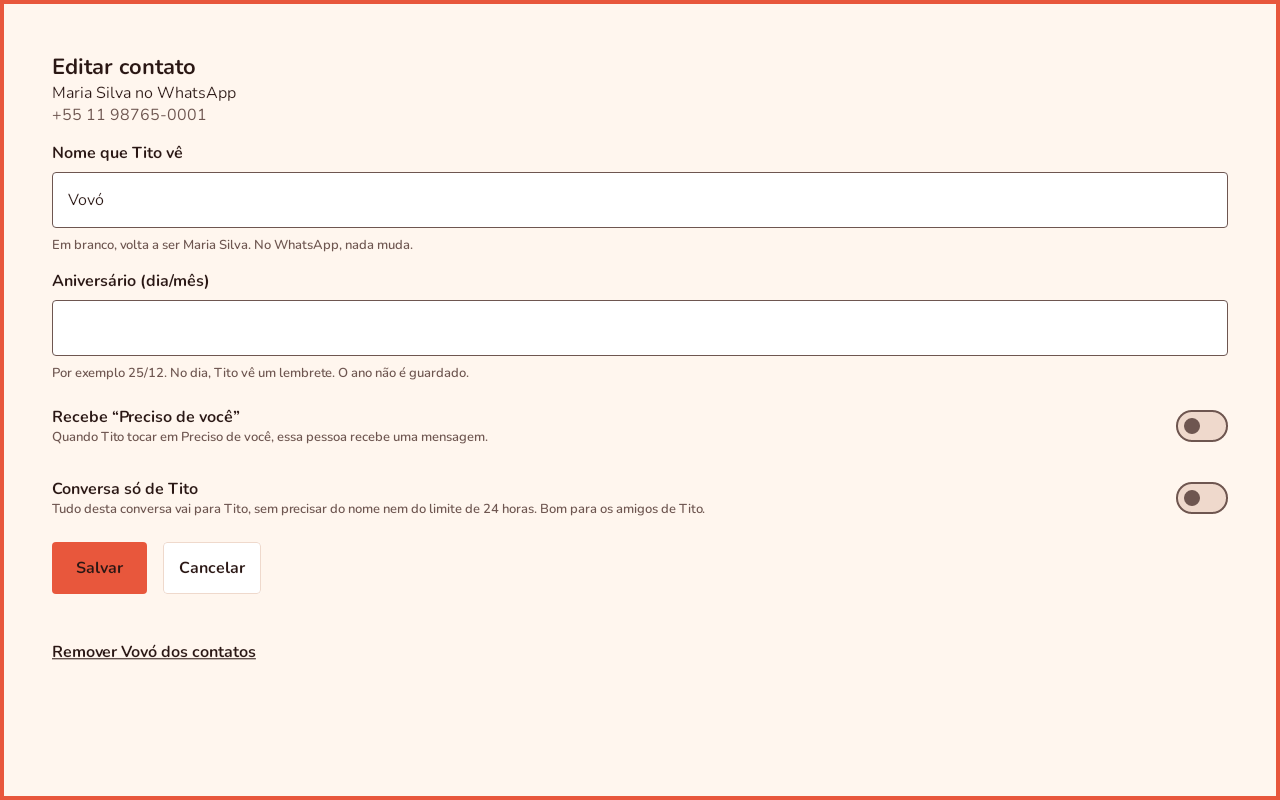 Editar contato
Maria Silva no WhatsApp
+55 11 98765-0001
Nome que Tito vê
Vovó
Em branco, volta a ser Maria Silva. No WhatsApp, nada muda.
Aniversário (dia/mês)
Por exemplo 25/12. No dia, Tito vê um lembrete. O ano não é guardado.
Recebe “Preciso de você”
Quando Tito tocar em Preciso de você, essa pessoa recebe uma mensagem.
Conversa só de Tito
Tudo desta conversa vai para Tito, sem precisar do nome nem do limite de 24 horas. Bom para os amigos de Tito.
Salvar
Cancelar
Remover Vovó dos contatos